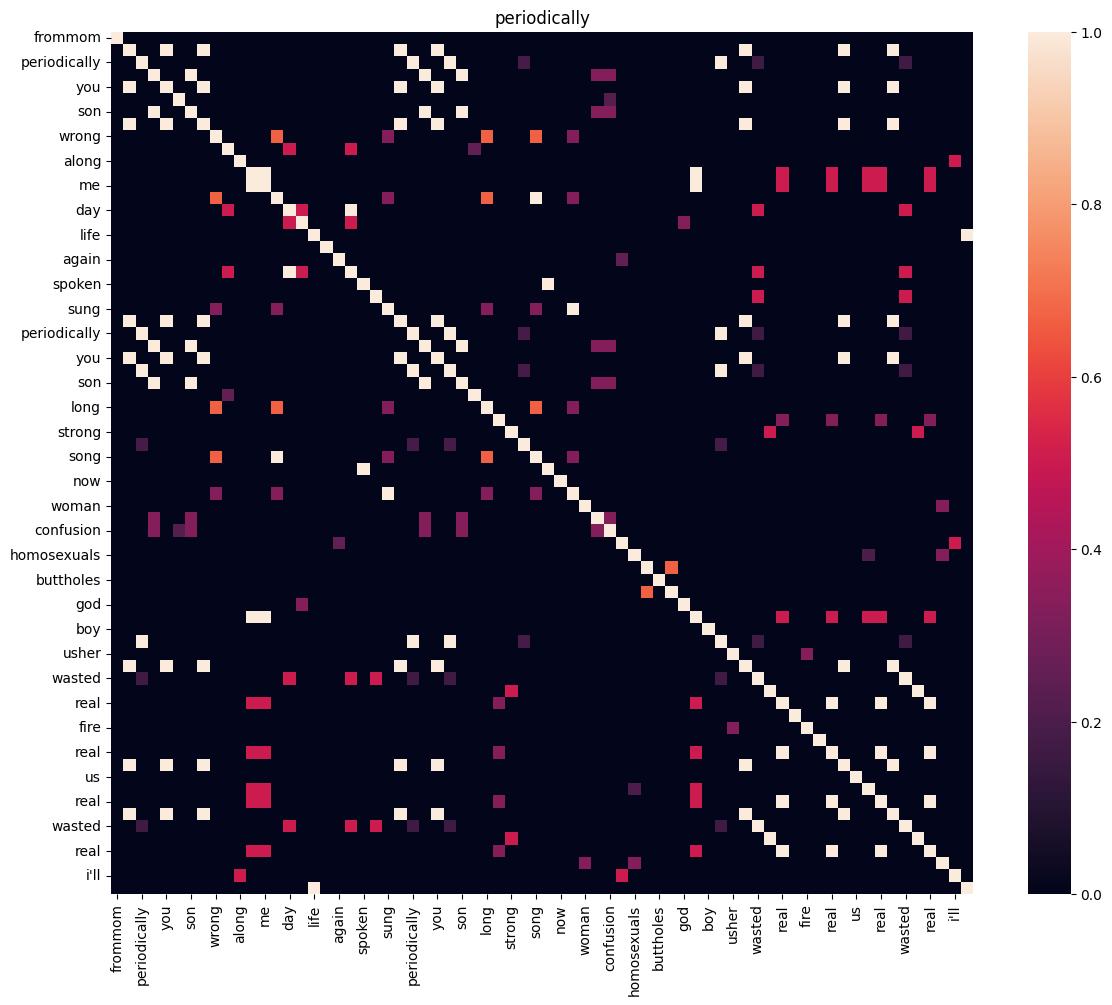 periodically
frommom
periodically
you
son
wrong
along
me
day
life
again
spoken
sung
periodically
you
son
long
strong
song
now
woman
confusion
homosexuals
buttholes
god
boy
usher
wasted
real
fire
real
us
real
wasted
real
i'll
frommom
periodically
you
son
wrong
along
me
day
life
again
spoken
sung
periodically
you
son
long
strong
song
now
woman
confusion
homosexuals
buttholes
god
boy
usher
wasted
real
fire
real
us
real
wasted
real
i'll
1.0
0.8
0.6
0.4
0.2
0.0